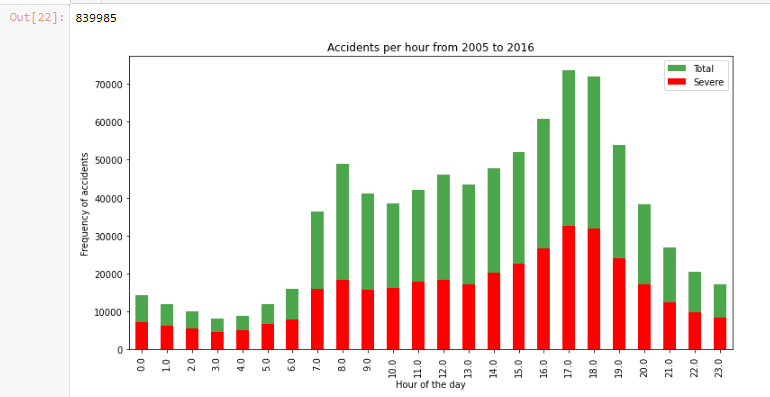 Out[22]: 839985
Accidents per hour from 2005 to 2016
Total
Severe
70000
60000
50000
40000
30000
20000
10000
0
Frequency of accidents
0.0 1.0 2.0 3.0 4.0 5.0 6.0 7.0 8.0 9.0 10.0 11.0 12.0 13.0 14.0 15.0 16.0 17.0 18.0 19.0 20.0 21.0 22.0 23.0
Hour of the day